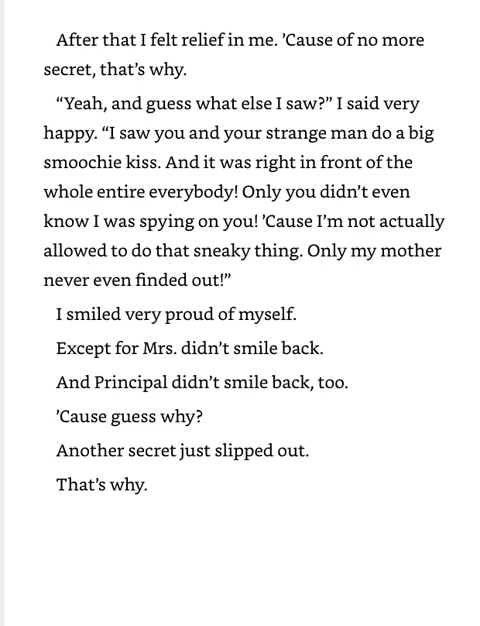 After that I felt relief in me. ’Cause of no more
secret, that’s why.
“Yeah, and guess what else I saw?” I said very
happy. “I saw you and your strange man do a big
smoochie kiss. And it was right in front of the
whole entire everybody! Only you didn’t even
know I was spying on you! ’Cause I’m not actually
allowed to do that sneaky thing. Only my mother
never even finded out!”
I smiled very proud of myself.
Except for Mrs. didn’t smile back.
And Principal didn’t smile back, too.
’Cause guess why?
Another secret just slipped out.
That’s why.